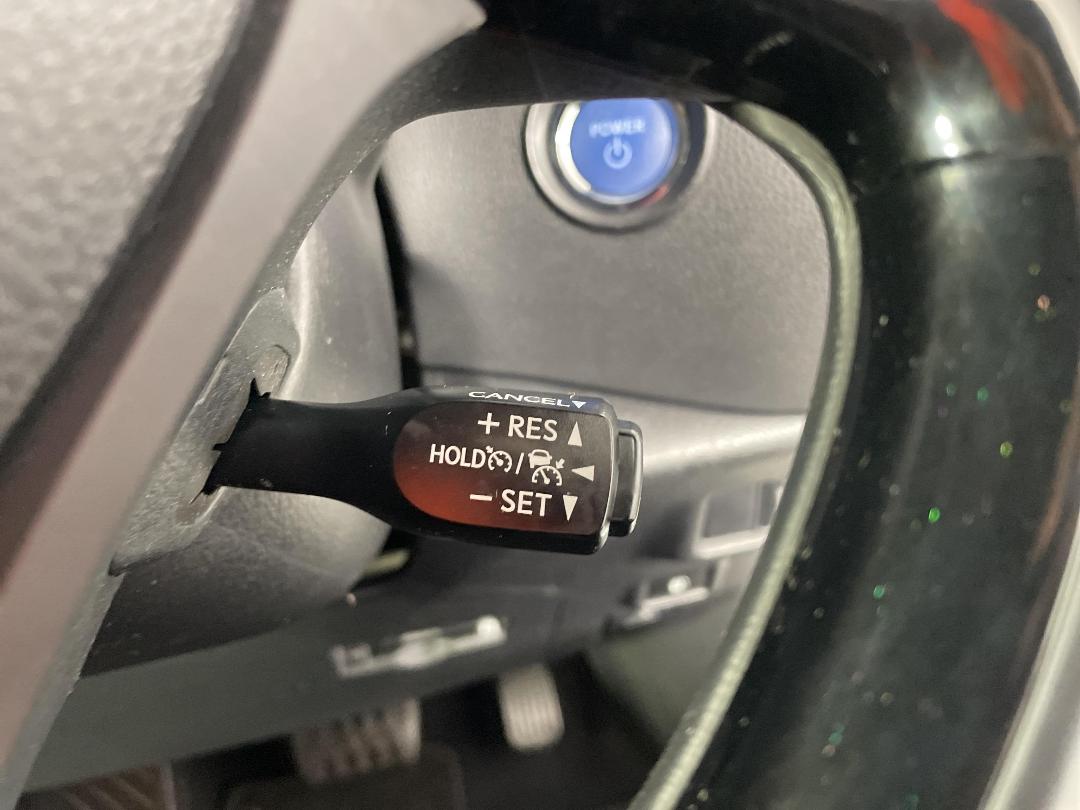 POWER
CANCEL
+ RES
HOLD /
− SET